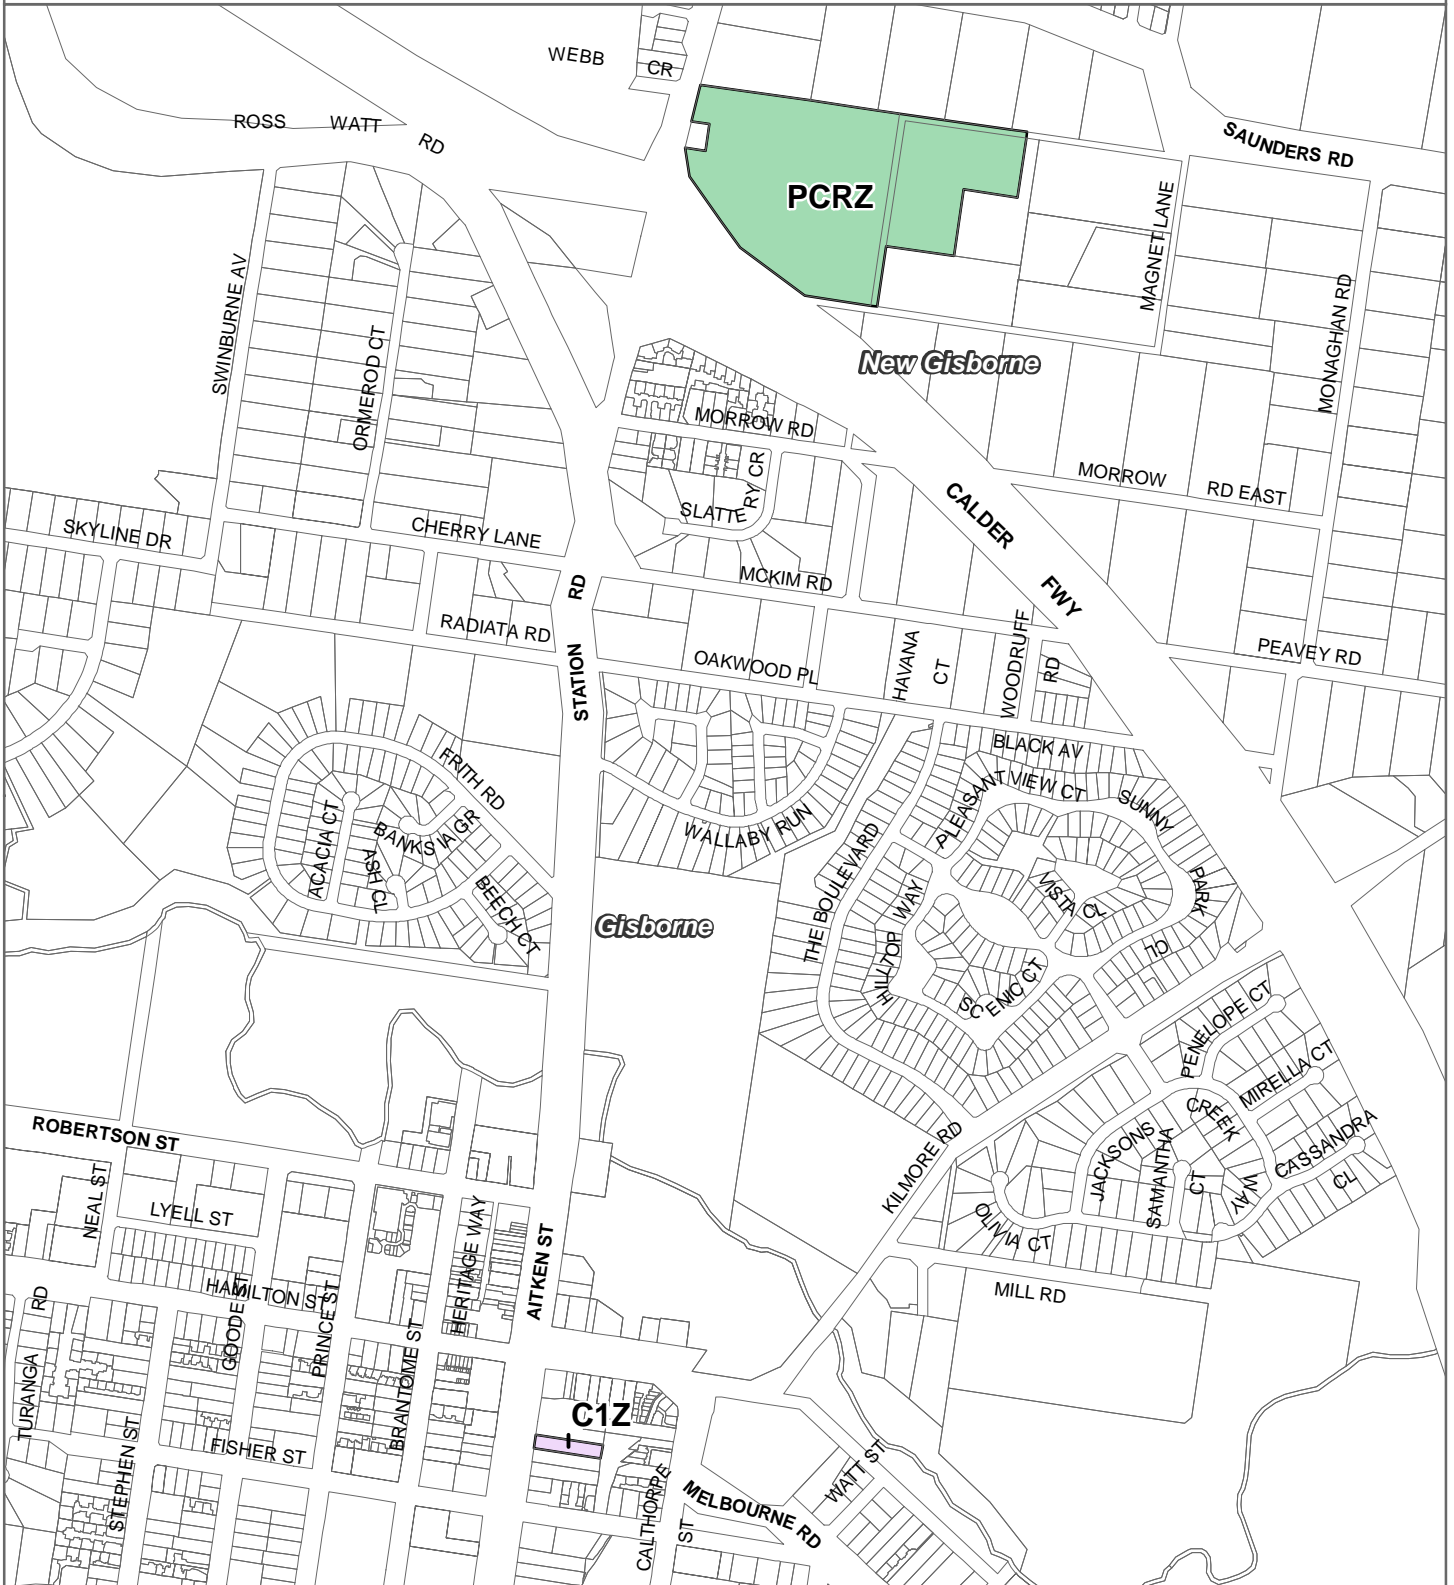 WEBB
CR
ROSS WATT
RD
SAUNDERS RD
PCRZ
MAGNET LANE
SWINBURNE AV
ORMEROD CT
MONAGHAN RD
New Gisborne
MORROW RD
SLATTERY CR
MORROW RD EAST
CALDER
FWY
SKYLINE DR
CHERRY LANE
MCKIM RD
RADIATA RD
STATION RD
OAKWOOD PL
HAVANA
CT
WOODRUFF
RD
PEAVEY RD
FRITH RD
BLACK AV
PLEASANT VIEW CT
SUNNY
PARK
CL
ACACIA CT
BANKSIA GR
ASH CL
BEECH CT
WALLABY RUN
THE BOULEVARD
HILLTOP WAY
VISTA CL
SCENIC CT
Gisborne
PENELOPE CT
MIRELLA CT
CASSANDRA
CL
JACKSONS
CREEK
WAY
SAMANTHA
CT
ROBERTSON ST
KILMORE RD
OLIVIA CT
NEAL ST
LYELL ST
HERITAGE WAY
AITKEN ST
MILL RD
HAMILTON ST
RD
TURANGA
GOODE ST
PRINCE ST
BRANTOME ST
C1Z
STEPHEN ST
FISHER ST
CALTHORPE
ST
MELBOURNE RD
WATT ST